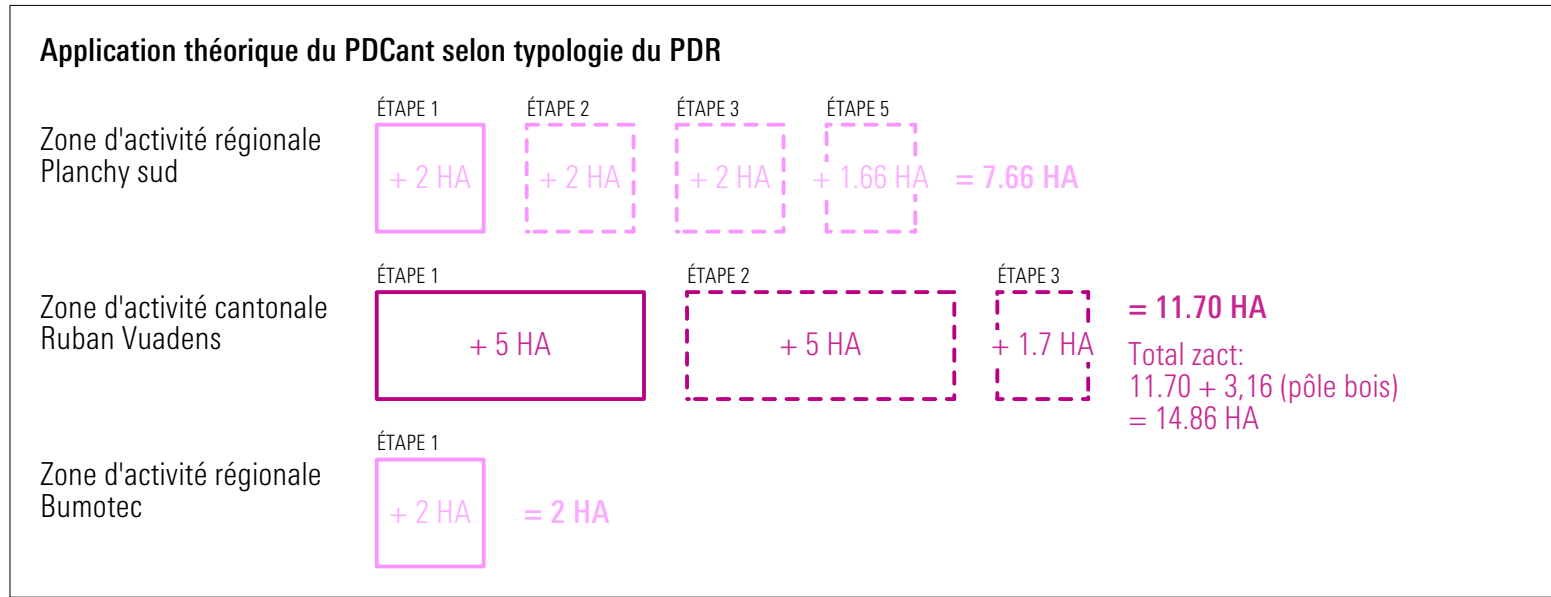 Application théorique du PDCant selon typologie du PDR
Zone d'activité régionale
Planchy sud
ÉTAPE 1
ÉTAPE 2
ÉTAPE 3
ÉTAPE 5
+ 2 HA
+ 2 HA
+ 2 HA
+ 1.66 HA
= 7.66 HA
Zone d'activité cantonale
Ruban Vuadens
ÉTAPE 1
ÉTAPE 2
ÉTAPE 3
+ 5 HA
+ 5 HA
+ 1.7 HA
= 11.70 HA
Total zact:
11.70 + 3,16 (pôle bois)
= 14.86 HA
Zone d'activité régionale
Bumotec
ÉTAPE 1
+ 2 HA
= 2 HA